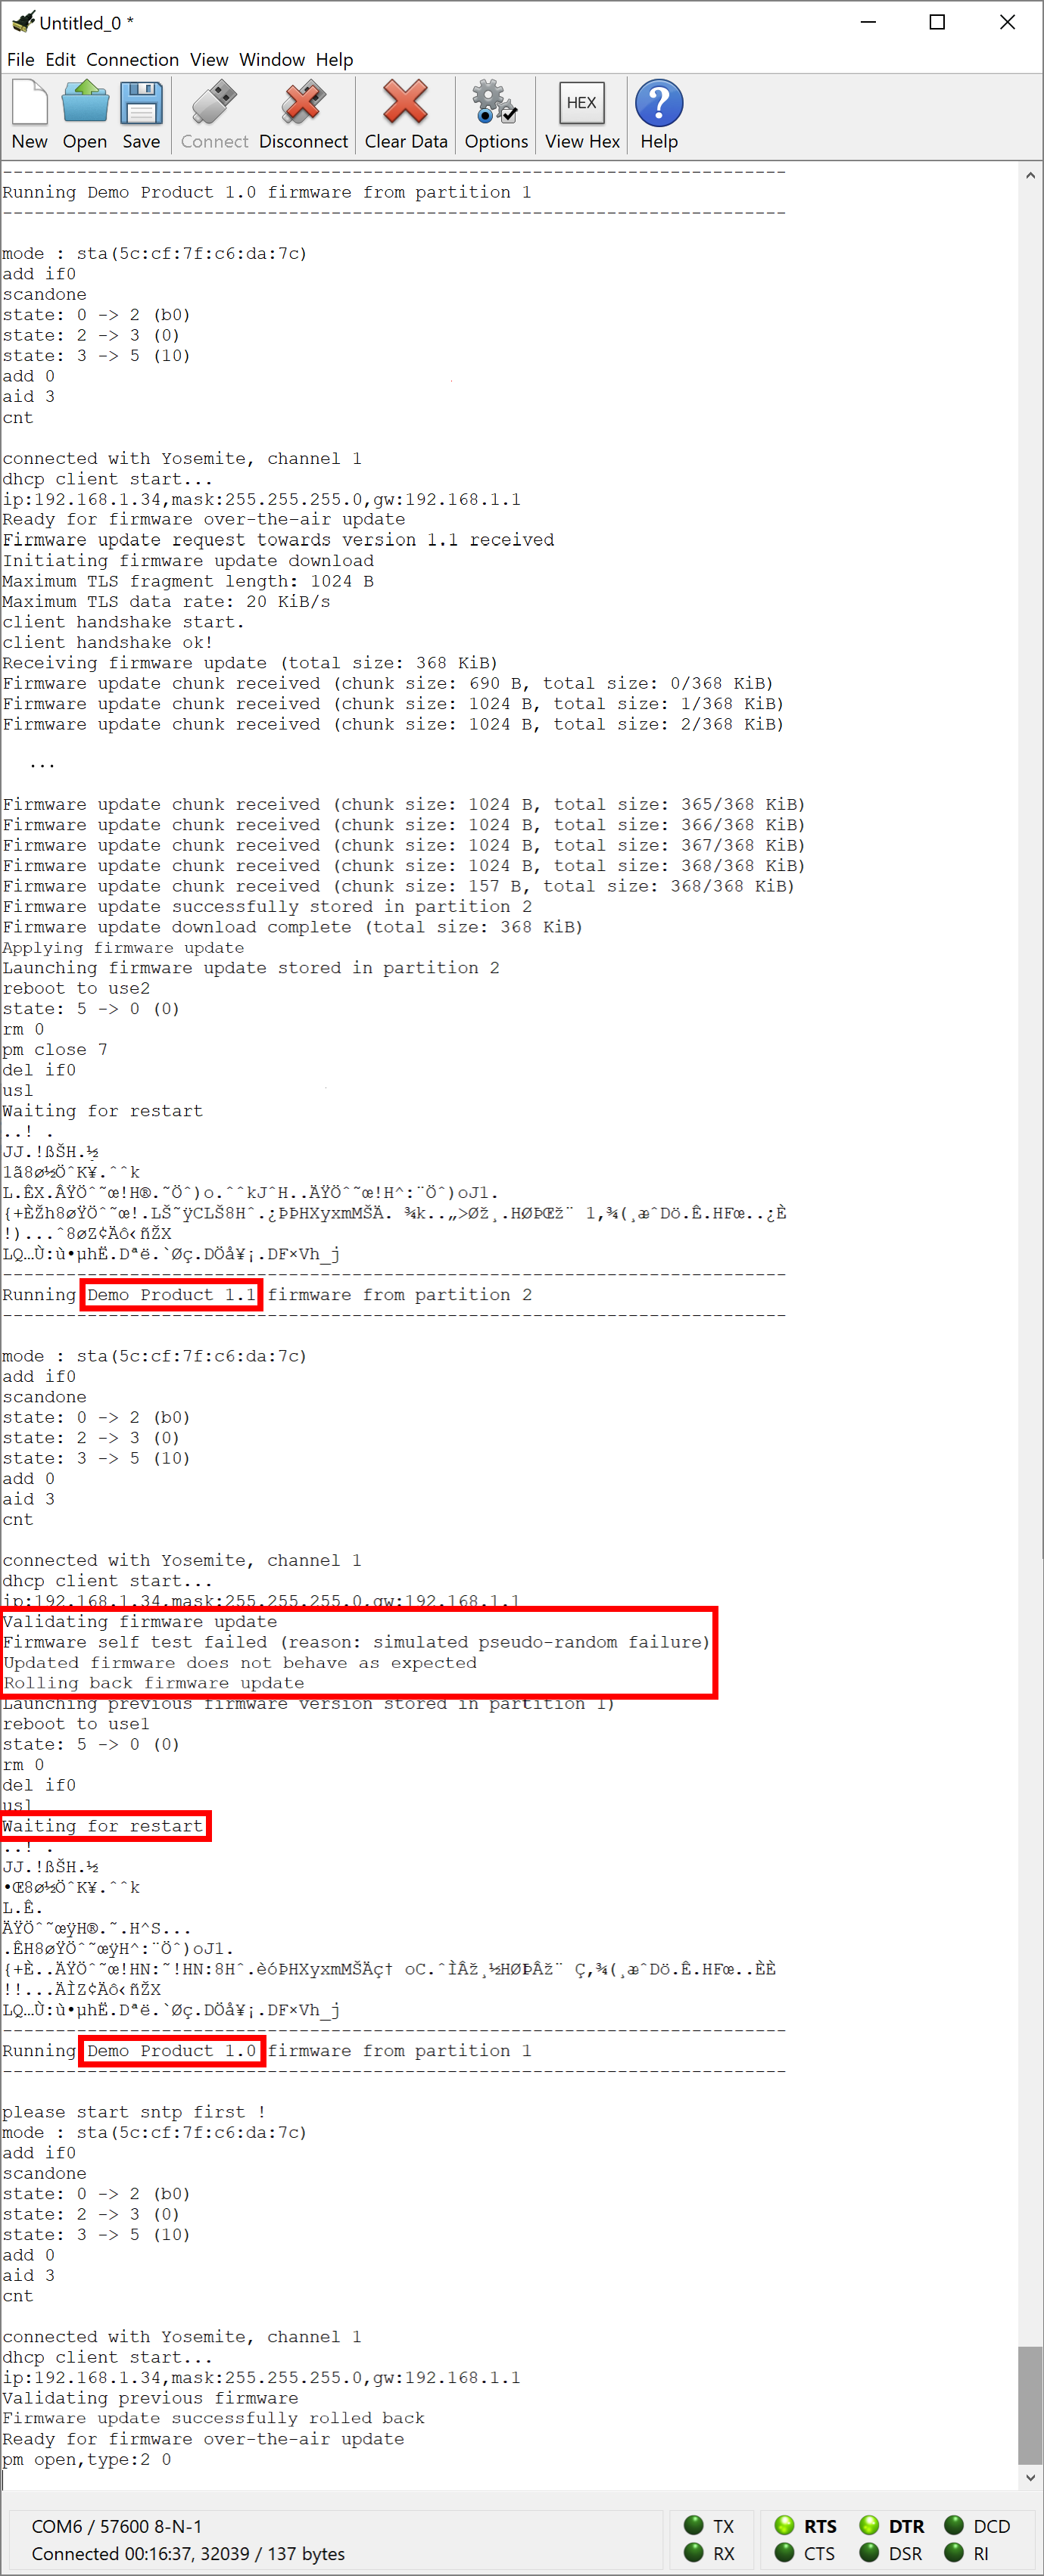 Untitled_0 *
File Edit Connection View Window Help
HEX
New Open Save Connect Disconnect Clear Data Options View Hex Help
--------------------------------------------------------------------------
Running Demo Product 1.0 firmware from partition 1
--------------------------------------------------------------------------
mode : sta(5c:cf:7f:c6:da:7c)
add if0
scandone
state: 0 -> 2 (b0)
state: 2 -> 3 (0)
state: 3 -> 5 (10)
add 0
aid 3
cnt
connected with Yosemite, channel 1
dhcp client start...
ip:192.168.1.34,mask:255.255.255.0,gw:192.168.1.1
Ready for firmware over-the-air update
Firmware update request towards version 1.1 received
Initiating firmware update download
Maximum TLS fragment length: 1024 B
Maximum TLS data rate: 20 KiB/s
client handshake start.
client handshake ok!
Receiving firmware update (total size: 368 KiB)
Firmware update chunk received (chunk size: 690 B, total size: 0/368 KiB)
Firmware update chunk received (chunk size: 1024 B, total size: 1/368 KiB)
Firmware update chunk received (chunk size: 1024 B, total size: 2/368 KiB)
...
Firmware update chunk received (chunk size: 1024 B, total size: 365/368 KiB)
Firmware update chunk received (chunk size: 1024 B, total size: 366/368 KiB)
Firmware update chunk received (chunk size: 1024 B, total size: 367/368 KiB)
Firmware update chunk received (chunk size: 1024 B, total size: 368/368 KiB)
Firmware update chunk received (chunk size: 157 B, total size: 368/368 KiB)
Firmware update successfully stored in partition 2
Firmware update download complete (total size: 368 KiB)
Applying firmware update
Launching firmware update stored in partition 2
reboot to use2
state: 5 -> 0 (0)
rm 0
pm close 7
del if0
usl
Waiting for restart
..! .
JJ.!ßŠH.½
1ã8ø½ÖˆK¥.ˆˆk
L.ÊX.ÂŸÖˆ˜œ!H®.˜Öˆ)o.ˆˆkJˆH..ÄŸÖˆ˜œ!H^:¨Öˆ)oJ1.
{+ÈŽh8øŸÖˆ˜œ!.LŠ˜ÿCLŠ8Hˆ.¿ÞÞHXyxmMŠÄ. ¾k..„>Øž¸.HØÞŒž¨ 1,¾(¸æˆDö.Ê.HFœ..¿È
!)...ˆ8øZ¢Äô‹ñŽX
LQ…Ù:ù•µhË.Dªë.`Øç.DÖå¥¡.DF×Vh_j
--------------------------------------------------------------------------
Running Demo Product 1.1 firmware from partition 2
--------------------------------------------------------------------------
mode : sta(5c:cf:7f:c6:da:7c)
add if0
scandone
state: 0 -> 2 (b0)
state: 2 -> 3 (0)
state: 3 -> 5 (10)
add 0
aid 3
cnt
connected with Yosemite, channel 1
dhcp client start...
ip:192.168.1.34,mask:255.255.255.0,gw:192.168.1.1
Validating firmware update
Firmware self test failed (reason: simulated pseudo-random failure)
Updated firmware does not behave as expected
Rolling back firmware update
Launching previous firmware version stored in partition 1)
reboot to use1
state: 5 -> 0 (0)
rm 0
del if0
usl
Waiting for restart
..! .
JJ.!ßŠH.½
•Œ8ø½ÖˆK¥.ˆˆk
L.Ê.
ÄŸÖˆ˜œÿH®.˜.H^S...
.ÊH8øŸÖˆ˜œÿH^:¨Öˆ)oJ1.
{+È..ÄŸÖˆ˜œ!HN:˜!HN:8Hˆ.èóÞHXyxmMŠÄç† oC.ˆÌÂž¸½HØÞÂž¨ Ç,¾(¸æˆDö.Ê.HFœ..ÈÈ
!!...ÄÌZ¢Äô‹ñŽX
LQ…Ù:ù•µhË.Dªë.`Øç.DÖå¥¡.DF×Vh_j
--------------------------------------------------------------------------
Running Demo Product 1.0 firmware from partition 1
--------------------------------------------------------------------------
please start sntp first !
mode : sta(5c:cf:7f:c6:da:7c)
add if0
scandone
state: 0 -> 2 (b0)
state: 2 -> 3 (0)
state: 3 -> 5 (10)
add 0
aid 3
cnt
connected with Yosemite, channel 1
dhcp client start...
ip:192.168.1.34,mask:255.255.255.0,gw:192.168.1.1
Validating previous firmware
Firmware update successfully rolled back
Ready for firmware over-the-air update
pm open,type:2 0
COM6 / 57600 8-N-1 TX RTS DTR DCD
Connected 00:16:37, 32039 / 137 bytes RX CTS DSR RI